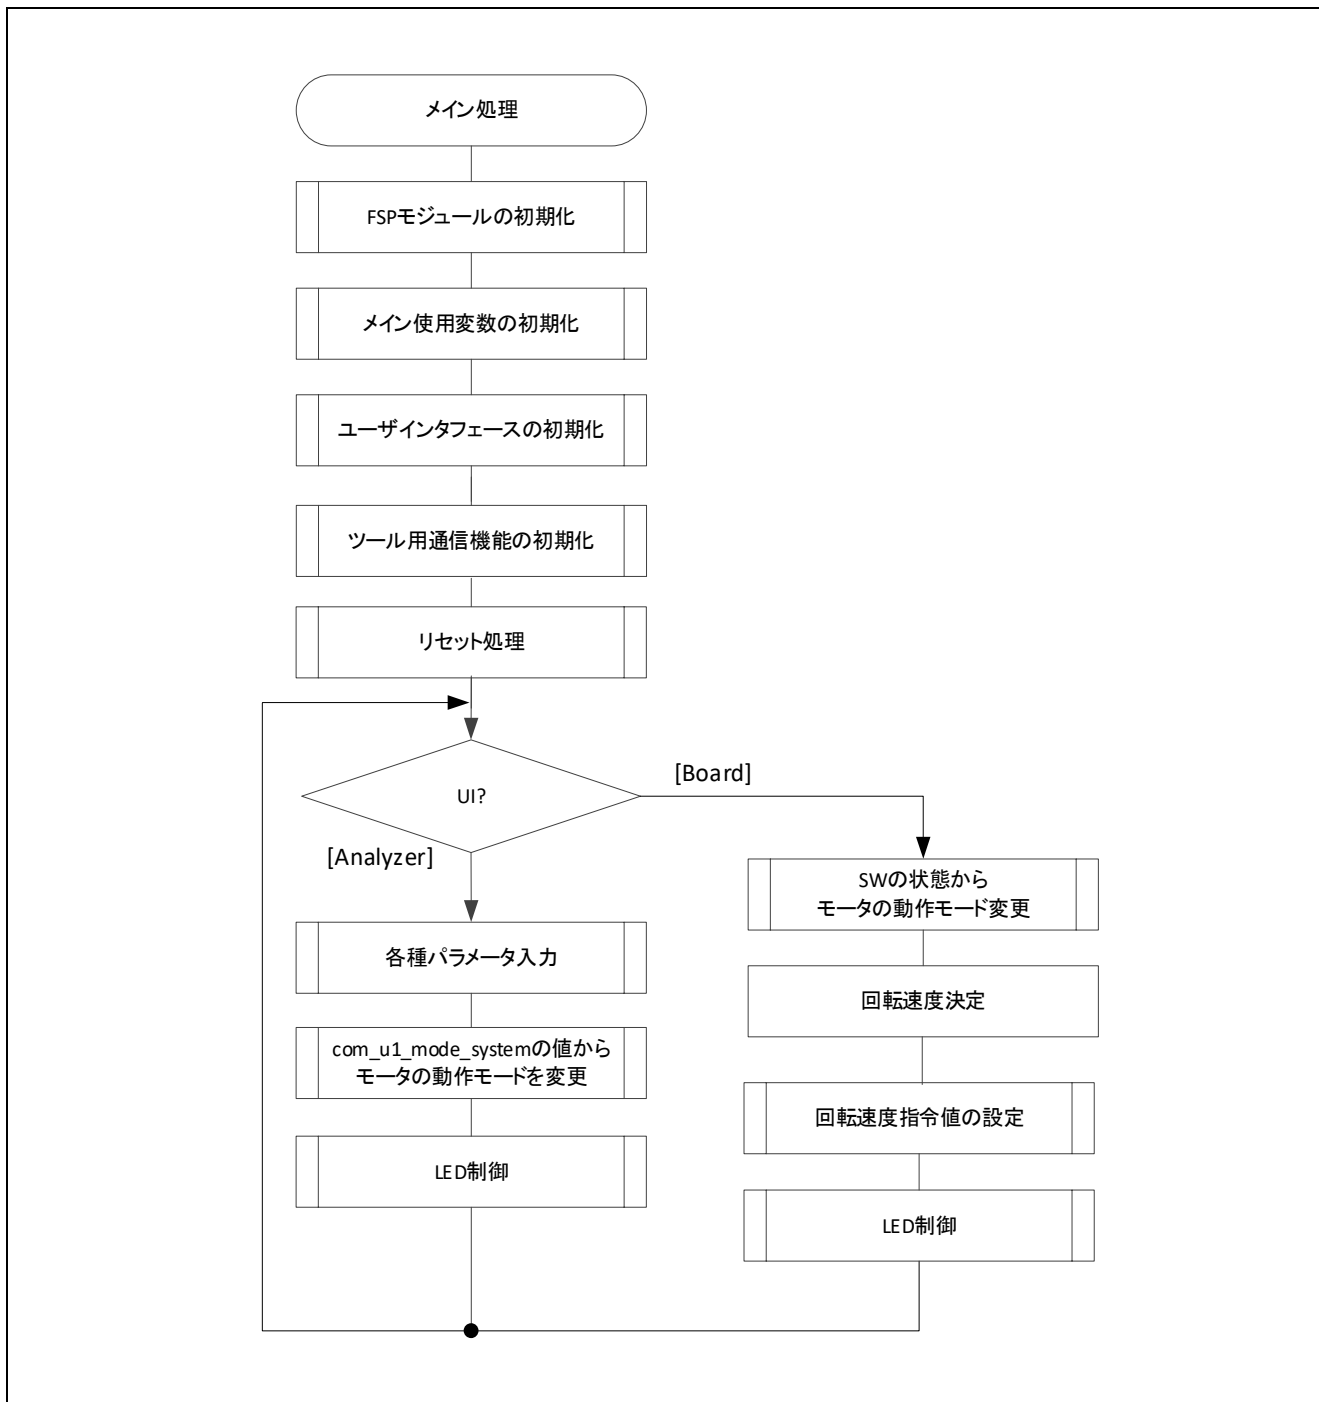 メイン処理
FSPモジュールの初期化
メイン使用変数の初期化
ユーザインタフェースの初期化
ツール用通信機能の初期化
リセット処理
UI?
[Board]
[Analyzer]
各種パラメータ入力
com_u1_mode_systemの値から
モータの動作モードを変更
LED制御
SWの状態から
モータの動作モード変更
回転速度決定
回転速度指令値の設定
LED制御